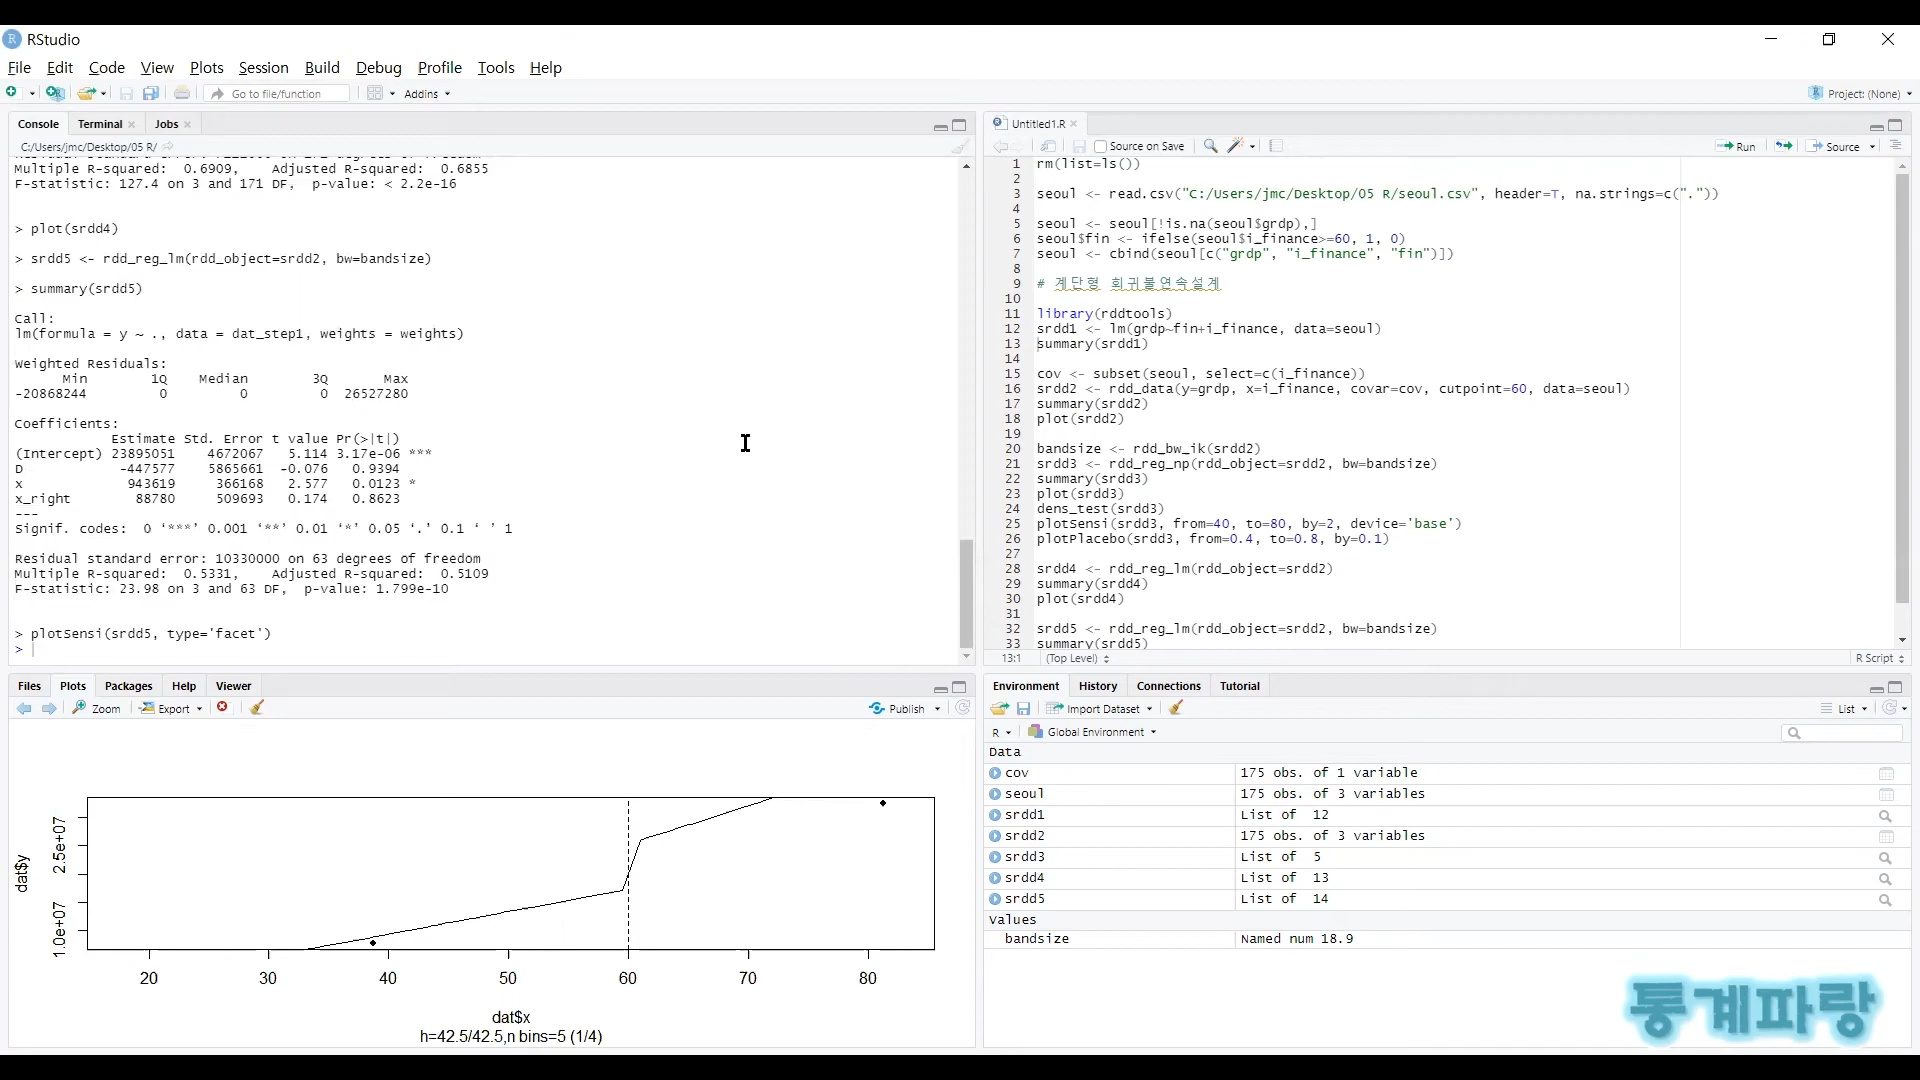 RStudio
File Edit Code View Plots Session Build Debug Profile Tools Help
Go to file/function Addins Project: (None)
Console Terminal Jobs
C:/Users/jmc/Desktop/05 R/
Multiple R-squared:  0.6909,    Adjusted R-squared:  0.6855
F-statistic: 127.4 on 3 and 171 DF,  p-value: < 2.2e-16
> plot(srdd4)
> srdd5 <- rdd_reg_lm(rdd_object=srdd2, bw=bandsize)
> summary(srdd5)
Call:
lm(formula = y ~ ., data = dat_step1, weights = weights)
Weighted Residuals:
Min 1Q Median 3Q Max
-20868244 0 0 0 26527280
Coefficients:
Estimate Std. Error t value Pr(>|t|)
(Intercept) 23895051 4672067 5.114 3.17e-06 ***
D -447577 5865661 -0.076 0.9394
x 943619 366168 2.577 0.0123 *
x_right 88780 509693 0.174 0.8623
---
Signif. codes:  0 ‘***’ 0.001 ‘**’ 0.01 ‘*’ 0.05 ‘.’ 0.1 ‘ ’ 1
Residual standard error: 10330000 on 63 degrees of freedom
Multiple R-squared:  0.5331,    Adjusted R-squared:  0.5109
F-statistic: 23.98 on 3 and 63 DF,  p-value: 1.799e-10
> plotSensi(srdd5, type='facet')
>
Untitled1.R
Source on Save Run Source
1 rm(list=ls())
2
3 seoul <- read.csv("C:/Users/jmc/Desktop/05 R/seoul.csv", header=T, na.strings=c("."))
4
5 seoul <- seoul[!is.na(seoul$grdp),]
6 seoul$fin <- ifelse(seoul$i_finance>=60, 1, 0)
7 seoul <- cbind(seoul[c("grdp", "i_finance", "fin")])
8
9 # 계단형 회귀불연속설계
10
11 library(rddtools)
12 srdd1 <- lm(grdp~fin+i_finance, data=seoul)
13 summary(srdd1)
14
15 cov <- subset(seoul, select=c(i_finance))
16 srdd2 <- rdd_data(y=grdp, x=i_finance, covar=cov, cutpoint=60, data=seoul)
17 summary(srdd2)
18 plot(srdd2)
19
20 bandsize <- rdd_bw_ik(srdd2)
21 srdd3 <- rdd_reg_np(rdd_object=srdd2, bw=bandsize)
22 summary(srdd3)
23 plot(srdd3)
24 dens_test(srdd3)
25 plotSensi(srdd3, from=40, to=80, by=2, device='base')
26 plotPlacebo(srdd3, from=0.4, to=0.8, by=0.1)
27
28 srdd4 <- rdd_reg_lm(rdd_object=srdd2)
29 summary(srdd4)
30 plot(srdd4)
31
32 srdd5 <- rdd_reg_lm(rdd_object=srdd2, bw=bandsize)
33 summary(srdd5)
13:1 (Top Level) R Script
Files Plots Packages Help Viewer
Zoom Export Publish
dat$y
1.0e+07 2.5e+07
20 30 40 50 60 70 80
dat$x
h=42.5/42.5,n bins=5 (1/4)
Environment History Connections Tutorial
Import Dataset List
R Global Environment
Data
cov 175 obs. of 1 variable
seoul 175 obs. of 3 variables
srdd1 List of 12
srdd2 175 obs. of 3 variables
srdd3 List of 5
srdd4 List of 13
srdd5 List of 14
Values
bandsize Named num 18.9
통계파랑